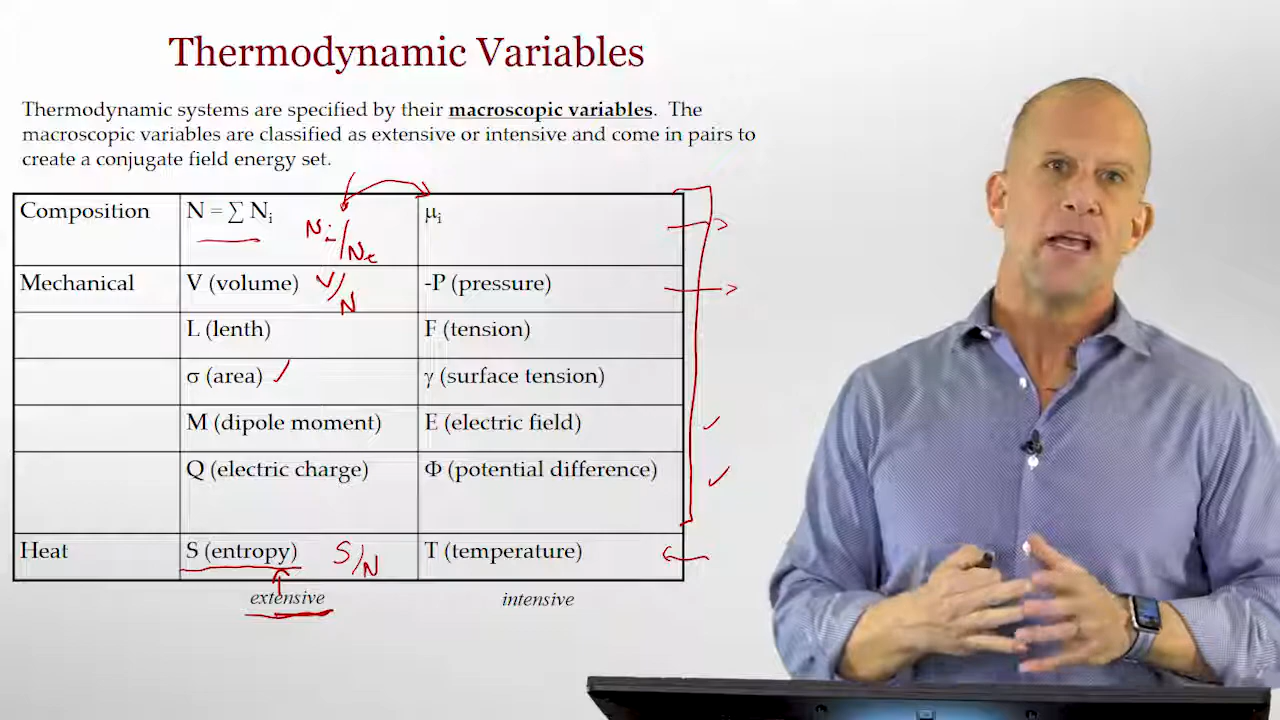 Thermodynamic Variables
Thermodynamic systems are specified by their macroscopic variables. The
macroscopic variables are classified as extensive or intensive and come in pairs to
create a conjugate field energy set.
Composition N = ∑ Nᵢ Nᵢ/Nₜ μᵢ
Mechanical V (volume) V/N -P (pressure)
L (lenth) F (tension)
σ (area) ✓ γ (surface tension)
M (dipole moment) E (electric field) ✓
Q (electric charge) Φ (potential difference) ✓
Heat S (entropy) S/N T (temperature)
extensive intensive